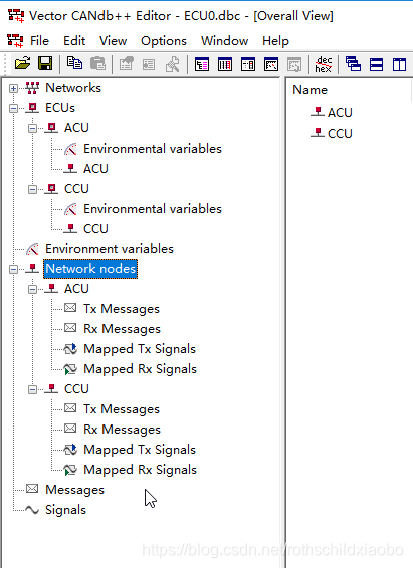 Vector CANdb++ Editor - ECU0.dbc - [Overall View]
File Edit View Options Window Help
.dec
hex
Networks
ECUs
ACU
Environmental variables
ACU
CCU
Environmental variables
CCU
Environment variables
Network nodes
ACU
Tx Messages
Rx Messages
Mapped Tx Signals
Mapped Rx Signals
CCU
Tx Messages
Rx Messages
Mapped Tx Signals
Mapped Rx Signals
Messages
Signals
Name
ACU
CCU
https://blog.csdn.net/rothschildxiaobo